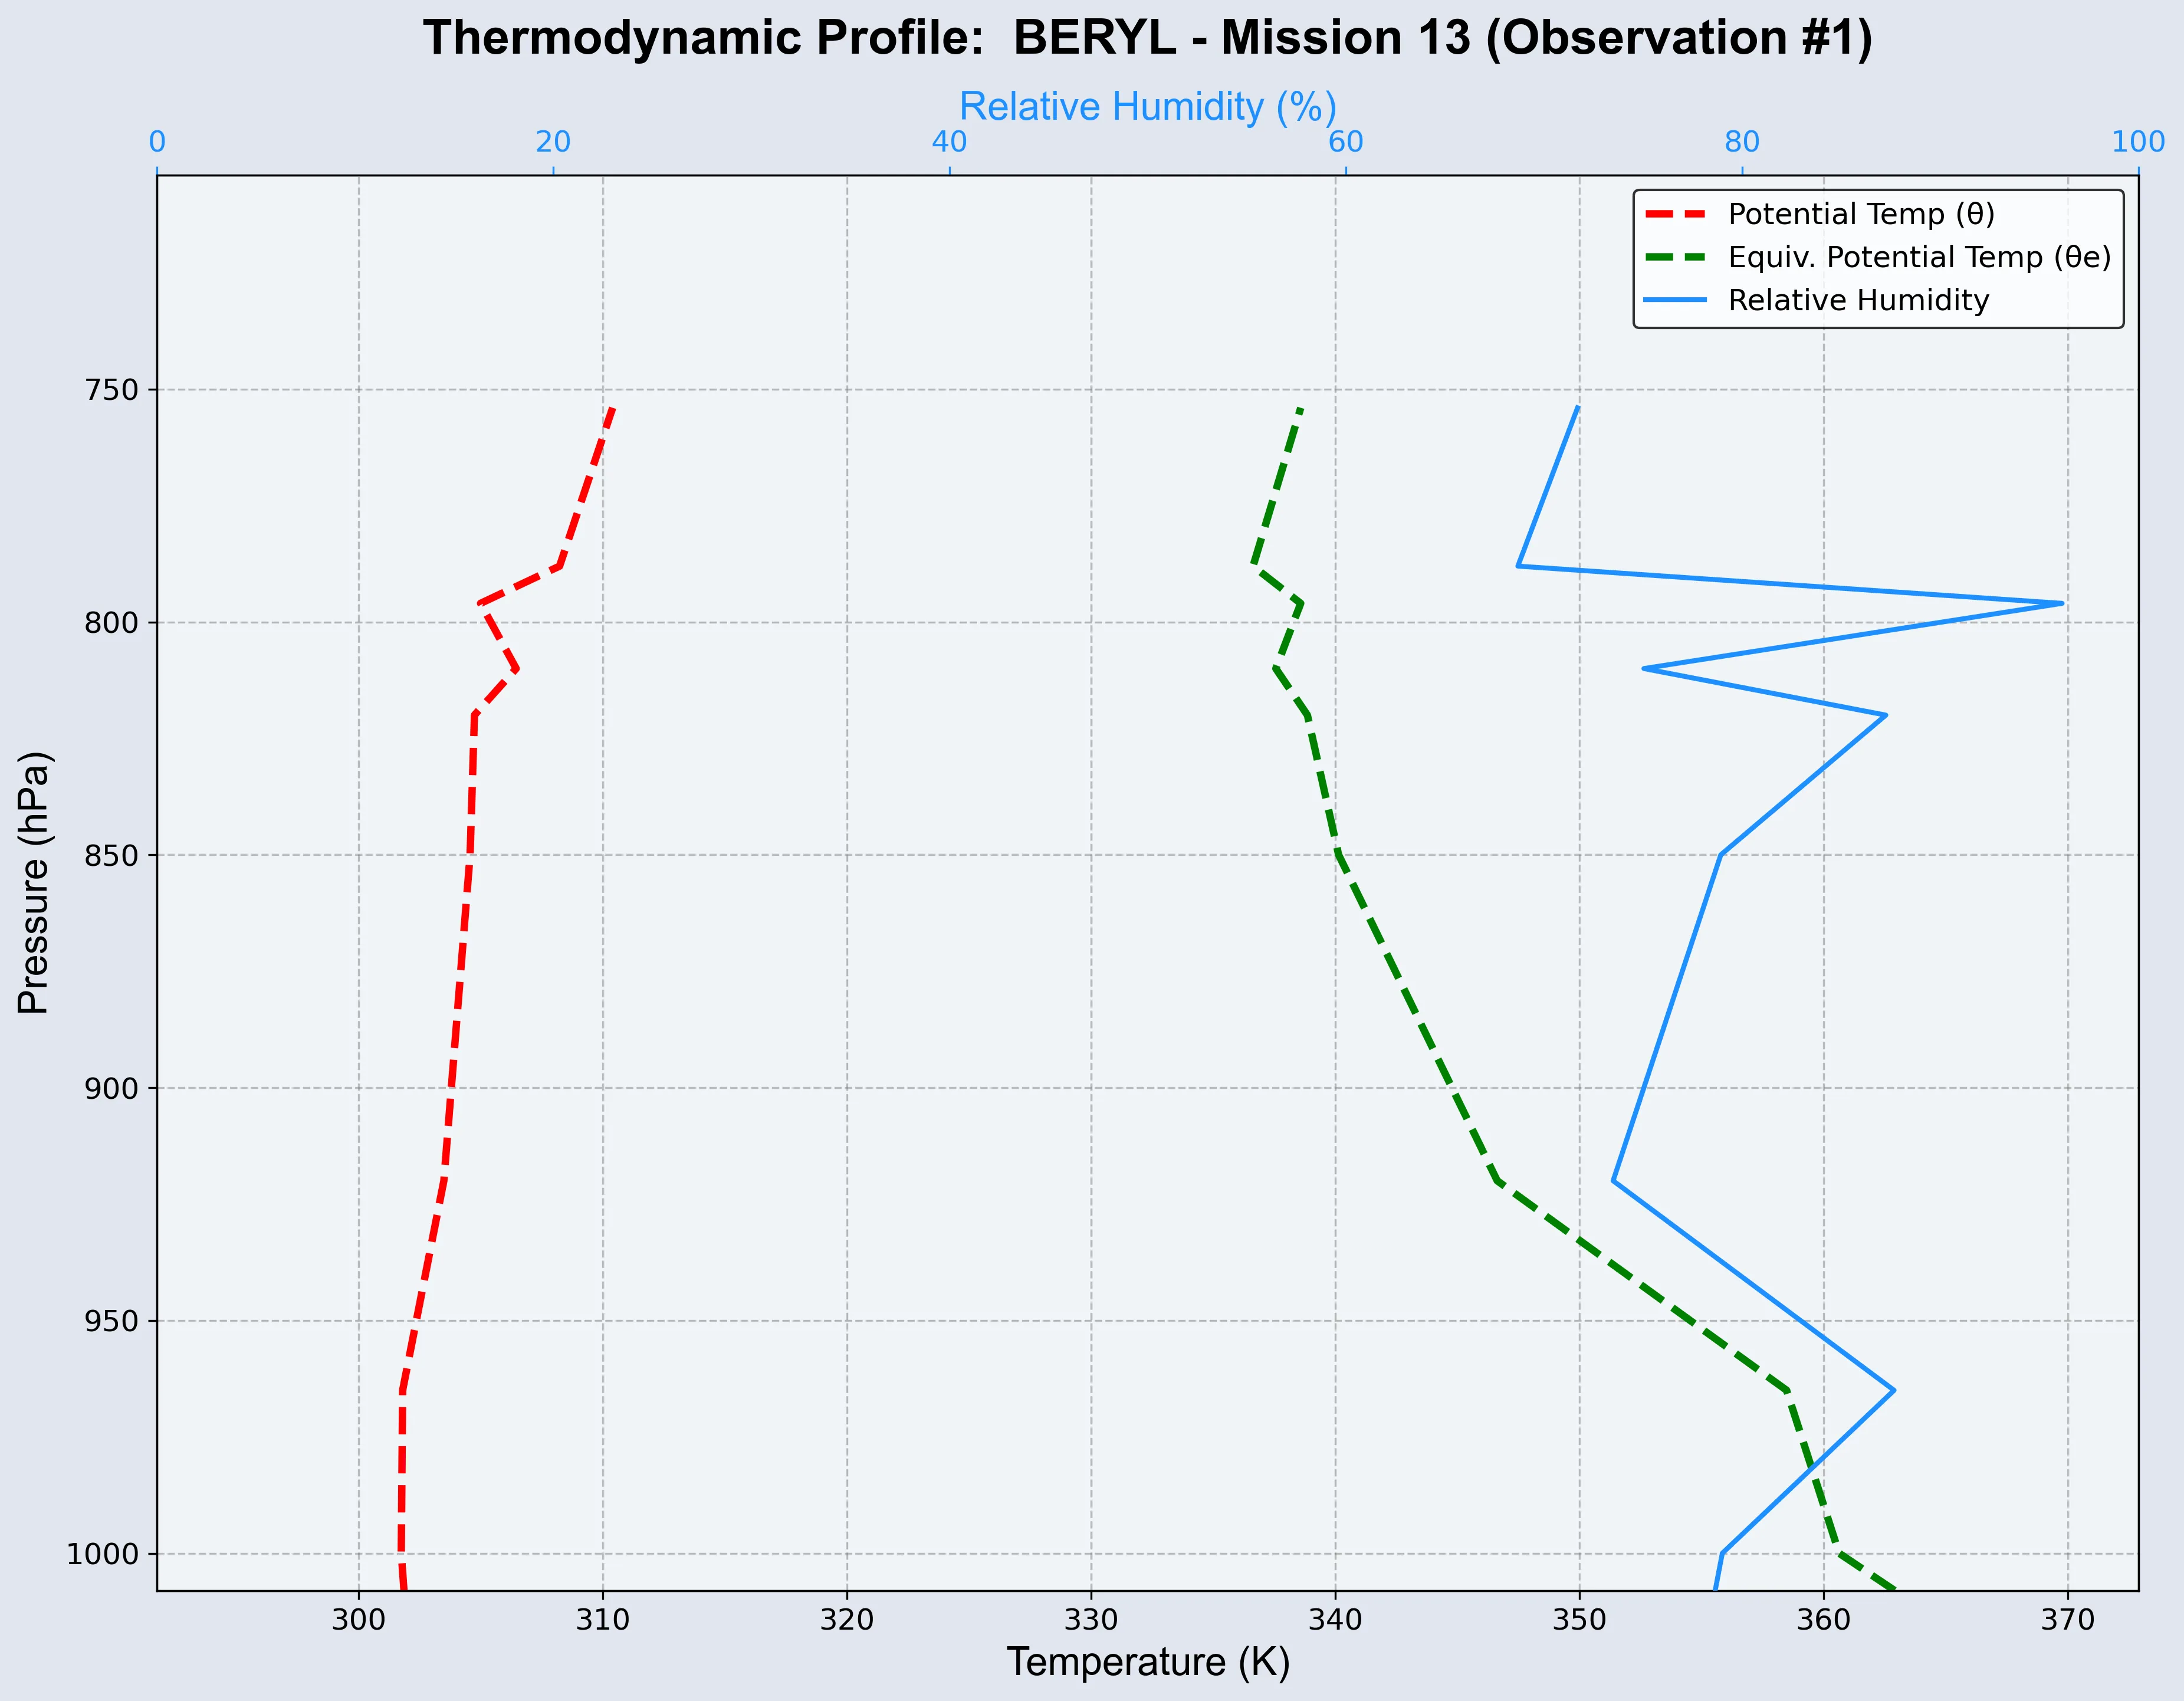 Thermodynamic Profile:  BERYL - Mission 13 (Observation #1)
Relative Humidity (%)
0 20 40 60 80 100
Potential Temp (θ)
Equiv. Potential Temp (θe)
Relative Humidity
750
800
850
900
950
1000
Pressure (hPa)
300 310 320 330 340 350 360 370
Temperature (K)